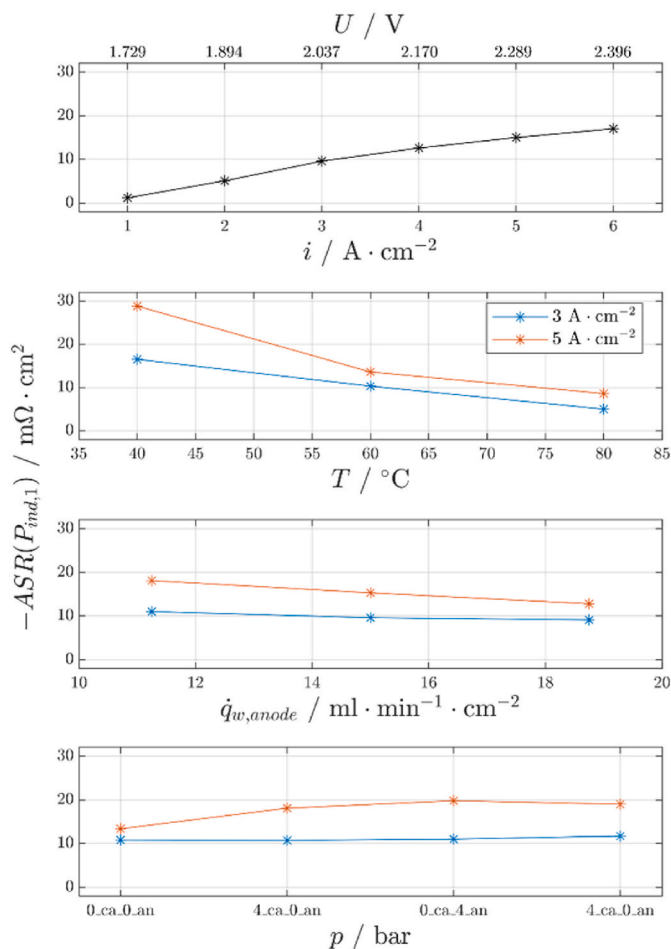 U / V
1.729 1.894 2.037 2.170 2.289 2.396
30
20
10
0
1 2 3 4 5 6
i / A · cm⁻²
−ASR(P_{ind,1}) / mΩ · cm²
30
20
10
0
3 A · cm⁻²
5 A · cm⁻²
35 40 45 50 55 60 65 70 75 80 85
T / °C
30
20
10
0
10 12 14 16 18 20
q̇_{w,anode} / ml · min⁻¹ · cm⁻²
30
20
10
0
0_ca_0_an 4_ca_0_an 0_ca_4_an 4_ca_0_an
p / bar